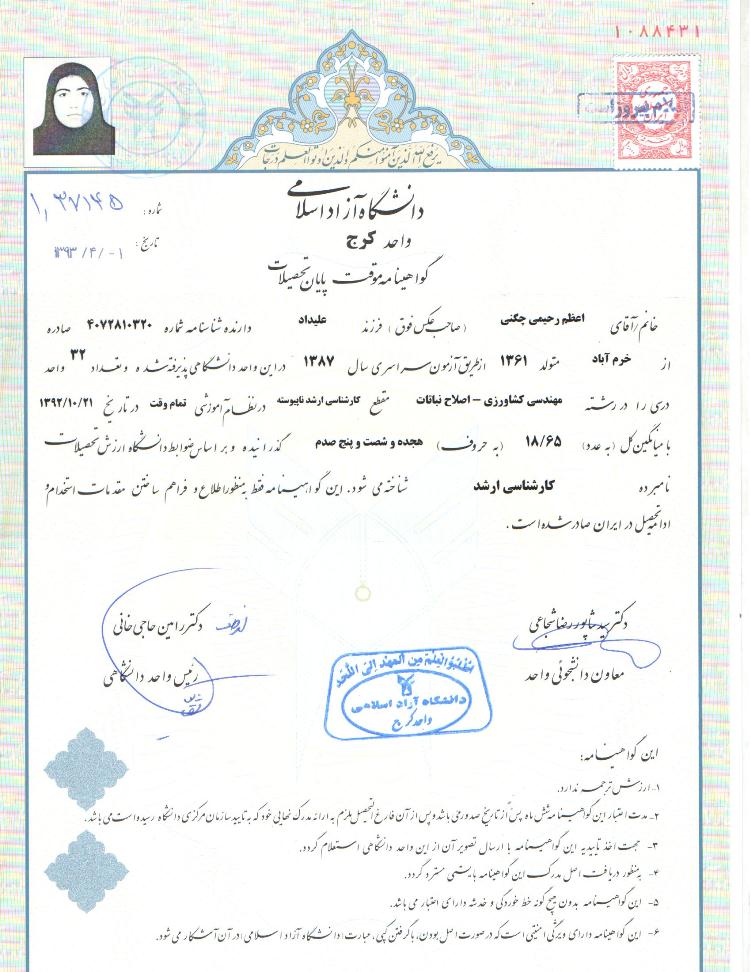 ۱۰۸۸۴۳۱
یرفع الله الذین آمنوا منکم والذین اوتوا العلم درجات
دانشگاه آزاد اسلامی
شماره: ۱٫۳۷۱۴۵
واحد کرج
تاریخ: ۱۳۹۳/۴/۰۱
گواهینامه موقت پایان تحصیلات
خانم/آقای اعظم رحیمی چگنی (صاحب عکس فوق) فرزند علیداد دارنده شناسنامه شماره ۴۰۷۲۸۱۰۳۲۰ صادره
از خرم آباد متولد ۱۳۶۱ از طریق آزمون سراسری سال ۱۳۸۷ در این واحد دانشگاهی پذیرفته شده و تعداد ۳۲ واحد
درسی را در رشته مهندسی کشاورزی - اصلاح نباتات مقطع کارشناسی ارشد ناپیوسته در نظام آموزشی تمام وقت در تاریخ ۱۳۹۲/۱۰/۲۱
با میانگین کل (به عدد) ۱۸/۶۵ (به حروف) هجده و شصت و پنج صدم گذرانیده و بر اساس ضوابط دانشگاه ارزش تحصیلات
نامبرده کارشناسی ارشد شناخته می شود. این گواهینامه فقط به منظور اطلاع و فراهم ساختن مقدمات استخدام و
ادامه تحصیل در ایران صادر شده است.
دکتر سید شاپور رضا شجاعی
معاون دانشجوئی واحد
دکتر رامین حاجی خانی
رئیس واحد دانشگاهی
اطلبوا العلم من المهد الی اللحد
دانشگاه آزاد اسلامی
واحد کرج
این گواهینامه:
۱- ارزش ترجمه ندارد.
۲- مدت اعتبار این گواهینامه شش ماه پس از تاریخ صدور می باشد و پس از آن فارغ التحصیل ملزم به ارائه مدرک نهایی خود که به تایید سازمان مرکزی دانشگاه رسیده است می باشد.
۳- جهت اخذ تاییدیه این گواهینامه با ارسال تصویر آن از این واحد دانشگاهی استعلام گردد.
۴- به منظور دریافت اصل مدرک این گواهینامه بایستی مسترد گردد.
۵- این گواهینامه بدون هیچ گونه خط خوردگی و خدشه دارای اعتبار می باشد.
۶- این گواهینامه دارای ویژگی امنیتی است که در صورت اصل بودن، با گرفتن کپی، عبارت دانشگاه آزاد اسلامی در آن آشکار می شود.